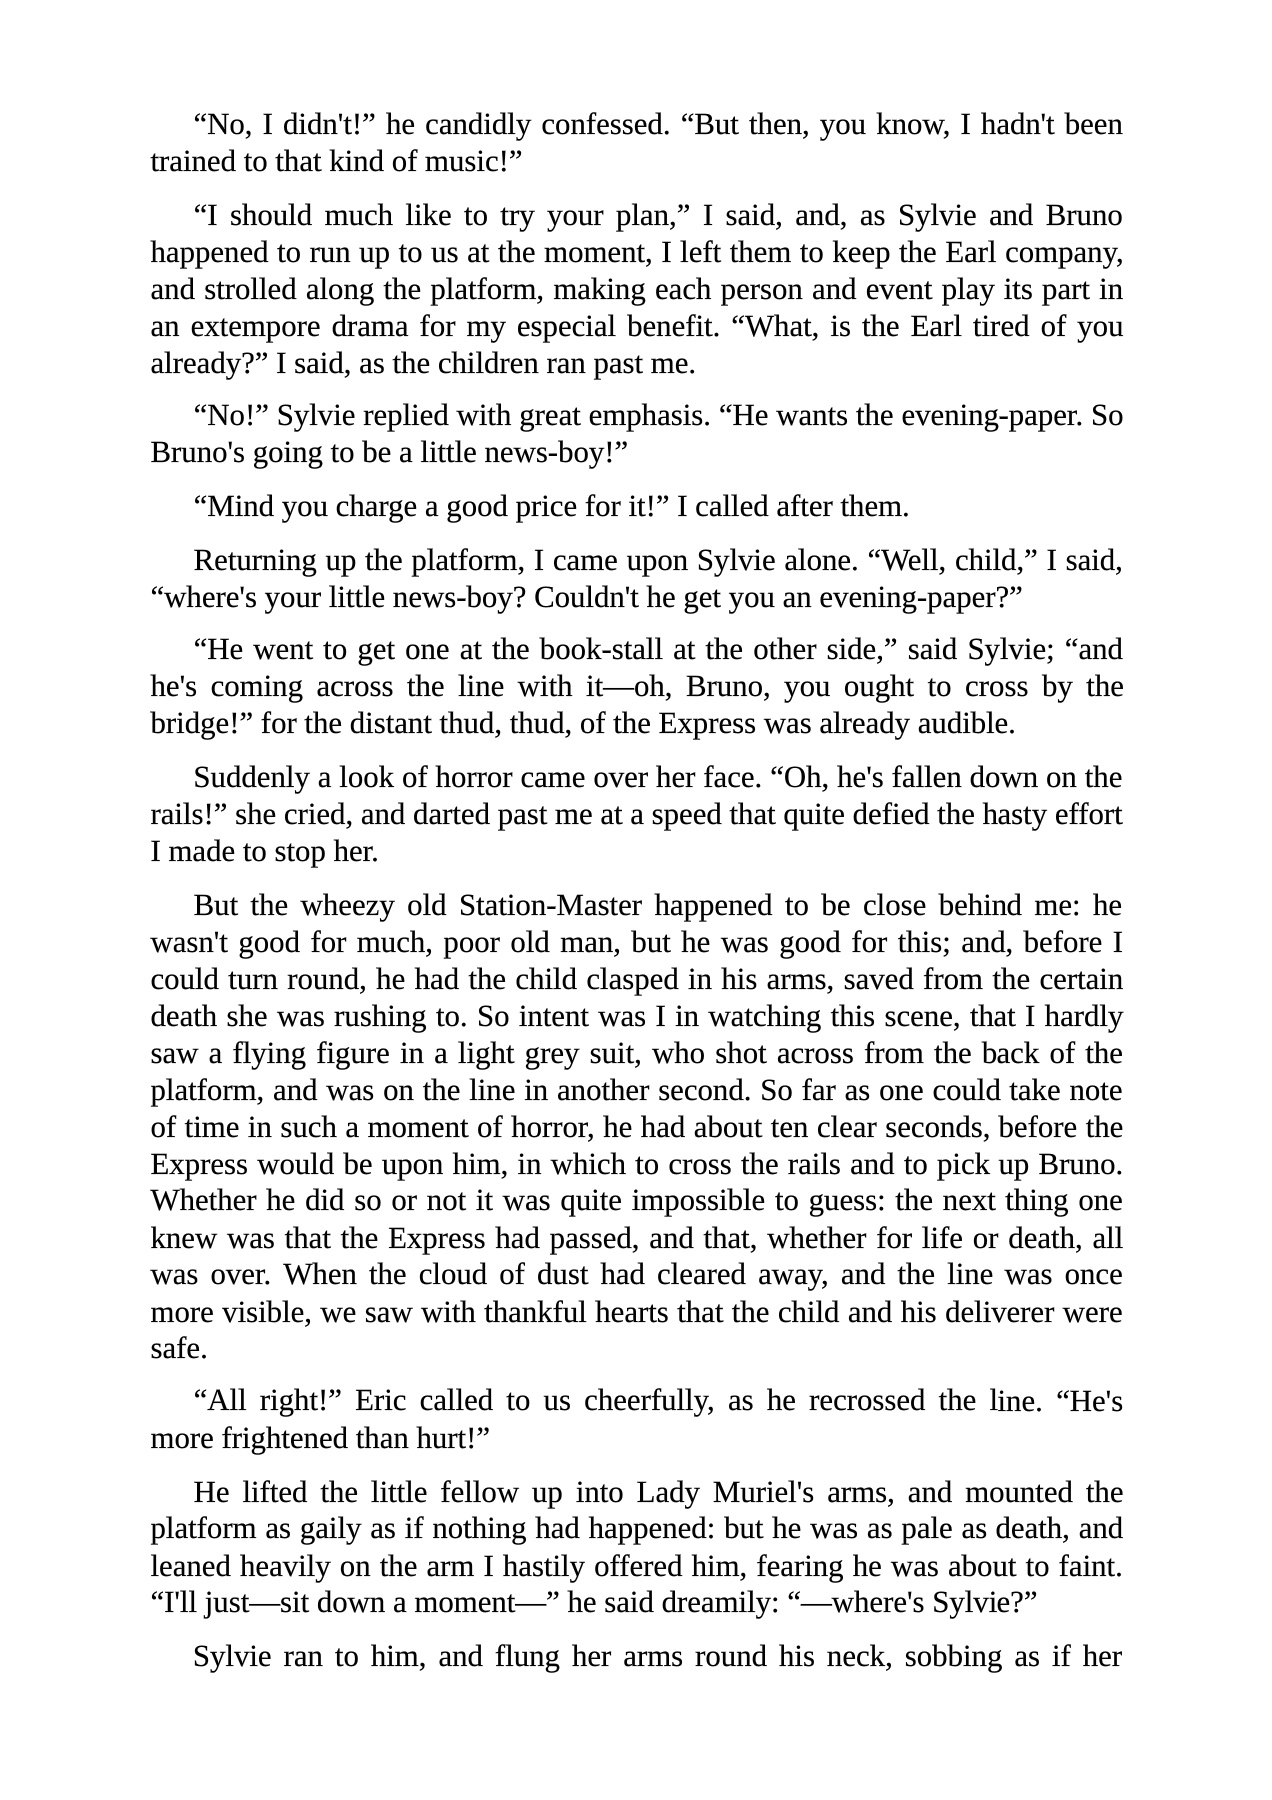 “No, I didn't!” he candidly confessed. “But then, you know, I hadn't been
trained to that kind of music!”
“I should much like to try your plan,” I said, and, as Sylvie and Bruno
happened to run up to us at the moment, I left them to keep the Earl company,
and strolled along the platform, making each person and event play its part in
an extempore drama for my especial benefit. “What, is the Earl tired of you
already?” I said, as the children ran past me.
“No!” Sylvie replied with great emphasis. “He wants the evening-paper. So
Bruno's going to be a little news-boy!”
“Mind you charge a good price for it!” I called after them.
Returning up the platform, I came upon Sylvie alone. “Well, child,” I said,
“where's your little news-boy? Couldn't he get you an evening-paper?”
“He went to get one at the book-stall at the other side,” said Sylvie; “and
he's coming across the line with it—oh, Bruno, you ought to cross by the
bridge!” for the distant thud, thud, of the Express was already audible.
Suddenly a look of horror came over her face. “Oh, he's fallen down on the
rails!” she cried, and darted past me at a speed that quite defied the hasty effort
I made to stop her.
But the wheezy old Station-Master happened to be close behind me: he
wasn't good for much, poor old man, but he was good for this; and, before I
could turn round, he had the child clasped in his arms, saved from the certain
death she was rushing to. So intent was I in watching this scene, that I hardly
saw a flying figure in a light grey suit, who shot across from the back of the
platform, and was on the line in another second. So far as one could take note
of time in such a moment of horror, he had about ten clear seconds, before the
Express would be upon him, in which to cross the rails and to pick up Bruno.
Whether he did so or not it was quite impossible to guess: the next thing one
knew was that the Express had passed, and that, whether for life or death, all
was over. When the cloud of dust had cleared away, and the line was once
more visible, we saw with thankful hearts that the child and his deliverer were
safe.
“All right!” Eric called to us cheerfully, as he recrossed the line. “He's
more frightened than hurt!”
He lifted the little fellow up into Lady Muriel's arms, and mounted the
platform as gaily as if nothing had happened: but he was as pale as death, and
leaned heavily on the arm I hastily offered him, fearing he was about to faint.
“I'll just—sit down a moment—” he said dreamily: “—where's Sylvie?”
Sylvie ran to him, and flung her arms round his neck, sobbing as if her